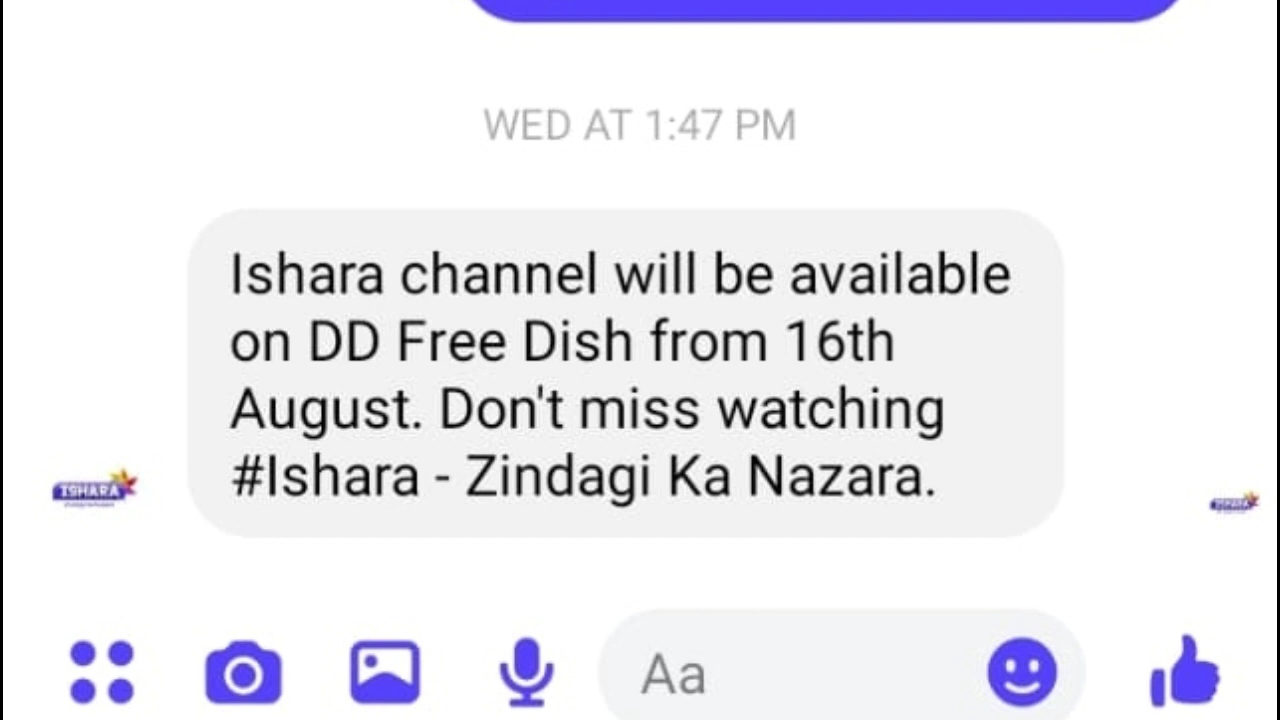 WED AT 1:47 PM
Ishara channel will be available
on DD Free Dish from 16th
August. Don't miss watching
#Ishara - Zindagi Ka Nazara.
ISHARA
ISHARA
Aa